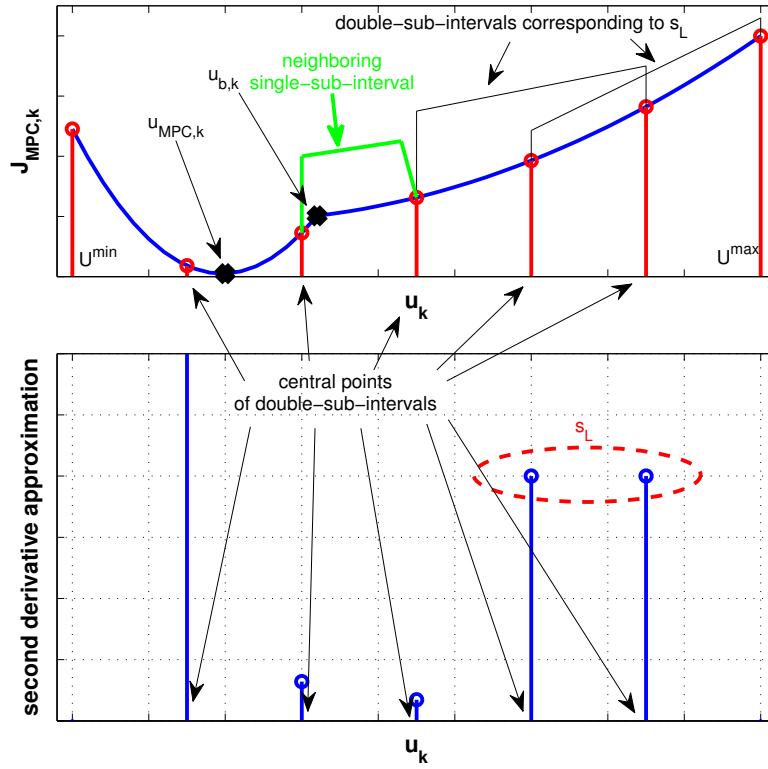 double-sub-intervals corresponding to s_L
neighboring
single-sub-interval
u_b,k
u_MPC,k
J_MPC,k
U^min
U^max
u_k
central points
of double-sub-intervals
s_L
second derivative approximation
u_k